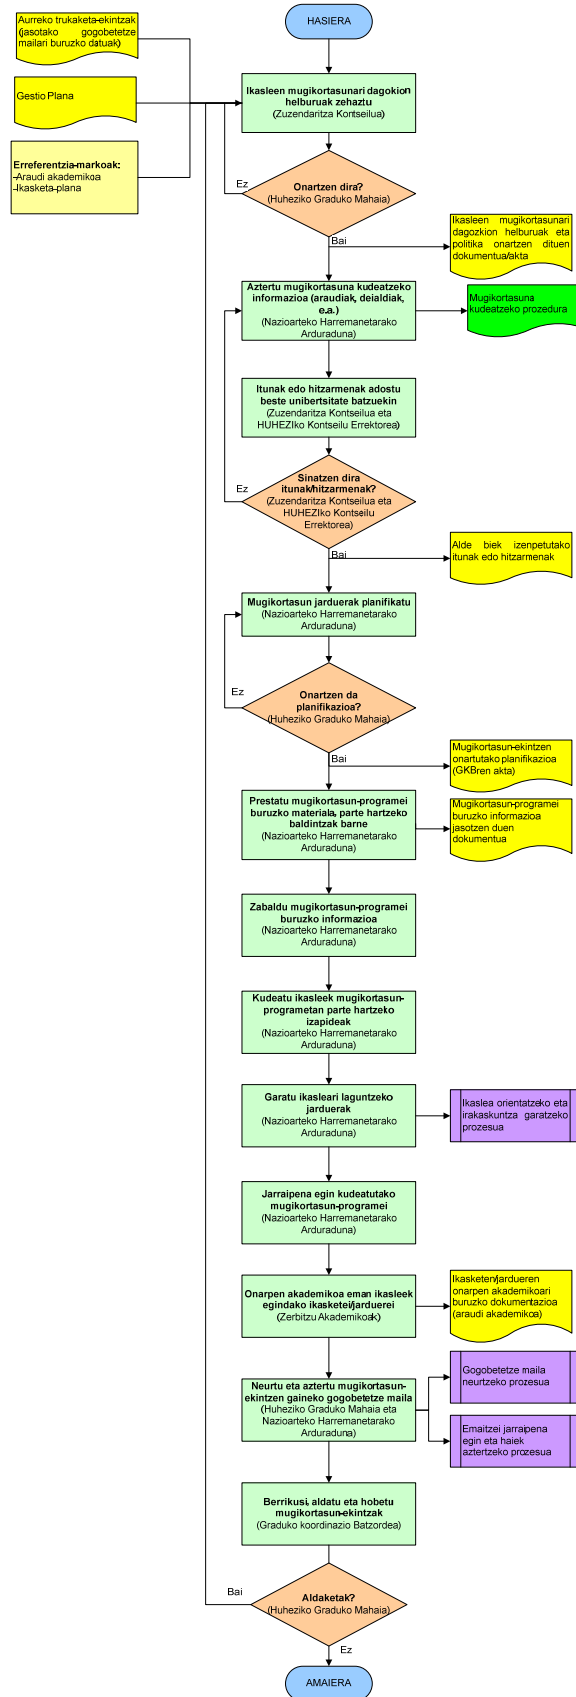 HASIERA
Aurreko trukaketa-ekintzak
(jasotako gogobetetze
mailari buruzko datuak)
Gestio Plana
Erreferentzia-markoak:
-Araudi akademikoa
-Ikasketa-plana
Ikasleen mugikortasunari dagokion
helburuak zehaztu
(Zuzendaritza Kontseilua)
Ez
Onartzen dira?
(Huheziko Graduko Mahaia)
Bai
Ikasleen mugikortasunari
dagozkion helburuak eta
politika onartzen dituen
dokumentua/akta
Aztertu mugikortasuna kudeatzeko
informazioa (araudiak, deialdiak,
e.a.)
(Nazioarteko Harremanetarako
Arduraduna)
Mugikortasuna
kudeatzeko prozedura
Itunak edo hitzarmenak adostu
beste unibertsitate batzuekin
(Zuzendaritza Kontseilua eta
HUHEZIko Kontseilu Errektorea)
Ez
Sinatzen dira
itunak/hitzarmenak?
(Zuzendaritza Kontseilua eta
HUHEZIko Kontseilu
Errektorea)
Bai
Alde biek izenpetutako
itunak edo hitzarmenak
Mugikortasun jarduerak planifikatu
(Nazioarteko Harremanetarako
Arduraduna)
Ez
Onartzen da
planifikazioa?
(Huheziko Graduko Mahaia)
Bai
Mugikortasun-ekintzen
onartutako planifikazioa
(GKBren akta)
Prestatu mugikortasun-programei
buruzko materiala, parte hartzeko
baldintzak barne
(Nazioarteko Harremanetarako
Arduraduna)
Mugikortasun-programei
buruzko informazioa
jasotzen duen
dokumentua
Zabaldu mugikortasun-programei
buruzko informazioa
(Nazioarteko Harremanetarako
Arduraduna)
Kudeatu ikasleek mugikortasun-
programetan parte hartzeko
izapideak
(Nazioarteko Harremanetarako
Arduraduna)
Garatu ikasleari laguntzeko
jarduerak
(Nazioarteko Harremanetarako
Arduraduna)
Ikaslea orientatzeko eta
irakaskuntza garatzeko
prozesua
Jarraipena egin kudeatutako
mugikortasun-programei
(Nazioarteko Harremanetarako
Arduraduna)
Onarpen akademikoa eman ikasleek
egindako ikasketei/jarduerei
(Zerbitzu Akademikoak)
Ikasketen/jardueren
onarpen akademikoari
buruzko dokumentazioa
(araudi akademikoa)
Neurtu eta aztertu mugikortasun-
ekintzen gaineko gogobetetze maila
(Huheziko Graduko Mahaia eta
Nazioarteko Harremanetarako
Arduraduna)
Gogobetetze maila
neurtzeko prozesua
Emaitzei jarraipena
egin eta haiek
aztertzeko prozesua
Berrikusi, aldatu eta hobetu
mugikortasun-ekintzak
(Graduko koordinazio Batzordea)
Bai
Aldaketak?
(Huheziko Graduko Mahaia)
Ez
AMAIERA